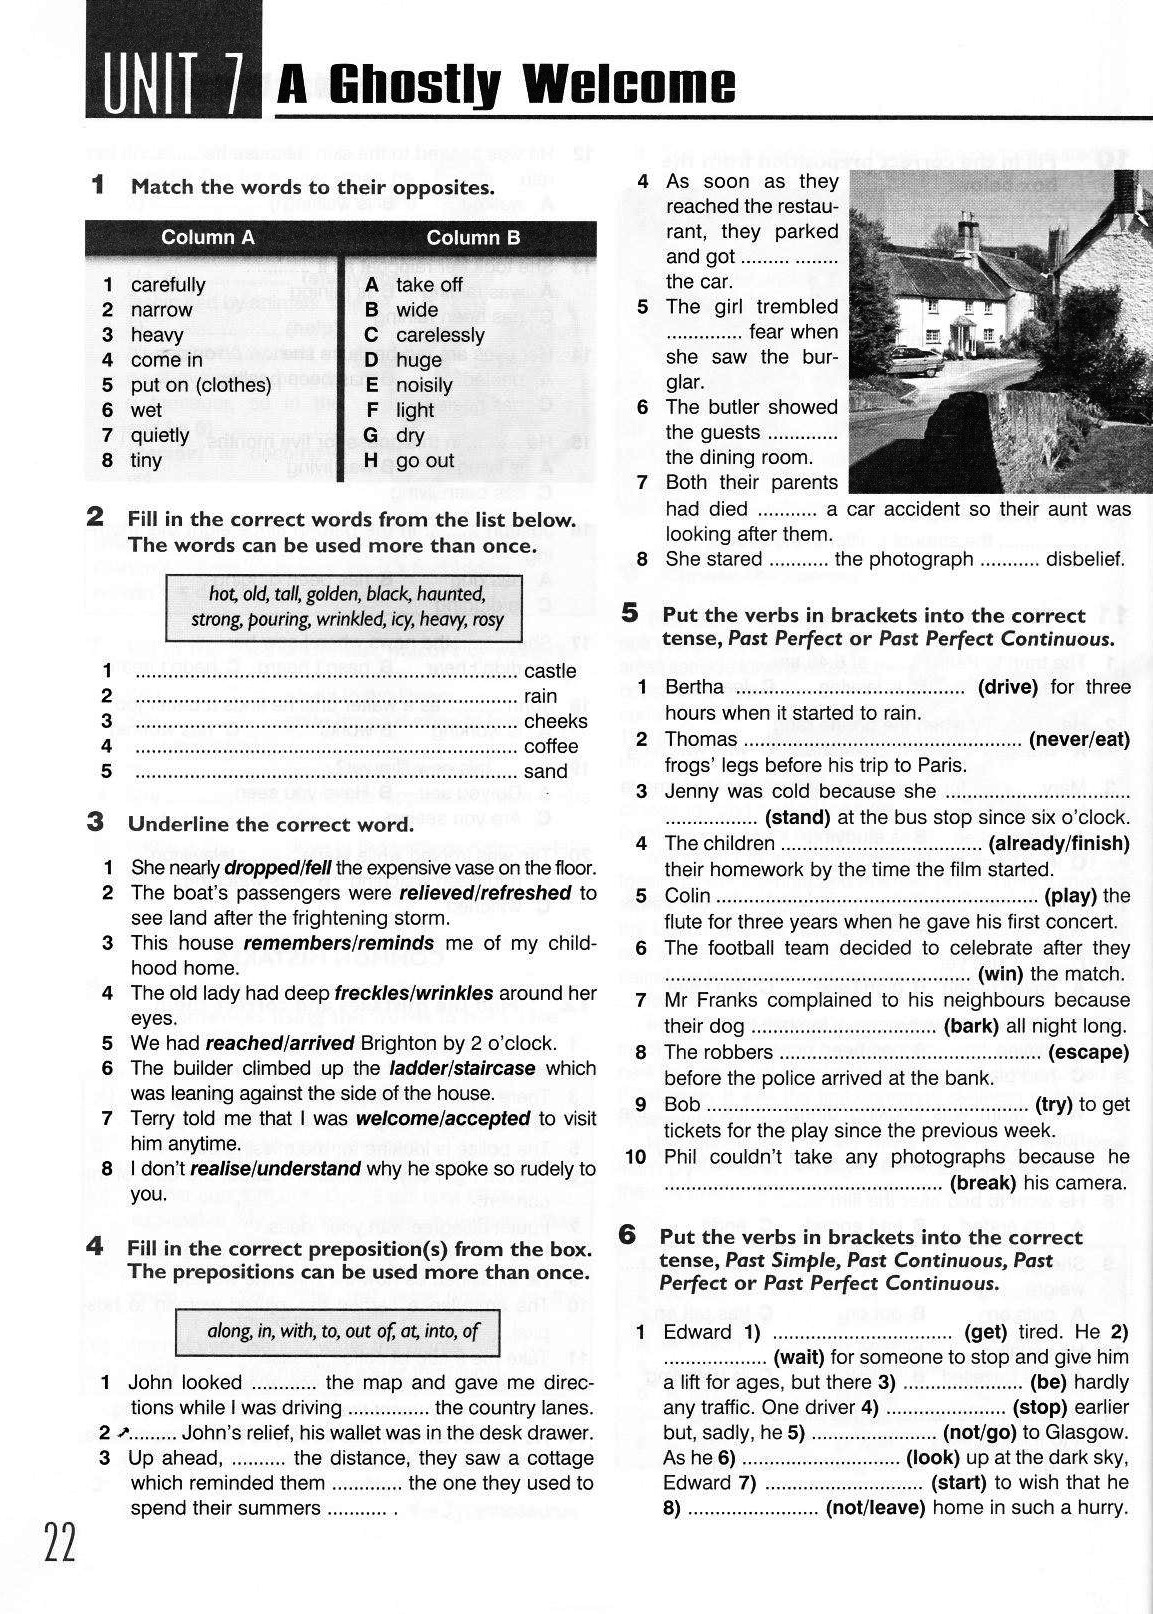 UNIT 7 A Ghostly Welcome
1 Match the words to their opposites.
Column A Column B
1 carefully A take off
2 narrow B wide
3 heavy C carelessly
4 come in D huge
5 put on (clothes) E noisily
6 wet F light
7 quietly G dry
8 tiny H go out
2 Fill in the correct words from the list below.
The words can be used more than once.
hot, old, tall, golden, black, haunted,
strong, pouring, wrinkled, icy, heavy, rosy
1 .................... castle
2 .................... rain
3 .................... cheeks
4 .................... coffee
5 .................... sand
3 Underline the correct word.
1 She nearly dropped/fell the expensive vase on the floor.
2 The boat's passengers were relieved/refreshed to
see land after the frightening storm.
3 This house remembers/reminds me of my child-
hood home.
4 The old lady had deep freckles/wrinkles around her
eyes.
5 We had reached/arrived Brighton by 2 o'clock.
6 The builder climbed up the ladder/staircase which
was leaning against the side of the house.
7 Terry told me that I was welcome/accepted to visit
him anytime.
8 I don't realise/understand why he spoke so rudely to
you.
4 Fill in the correct preposition(s) from the box.
The prepositions can be used more than once.
along, in, with, to, out of, at, into, of
1 John looked ............ the map and gave me direc-
tions while I was driving ............... the country lanes.
2 ......... John's relief, his wallet was in the desk drawer.
3 Up ahead, .......... the distance, they saw a cottage
which reminded them ............. the one they used to
spend their summers ........... .
4 As soon as they
reached the restau-
rant, they parked
and got ......... ........
the car.
5 The girl trembled
.............. fear when
she saw the bur-
glar.
6 The butler showed
the guests .............
the dining room.
7 Both their parents
had died ........... a car accident so their aunt was
looking after them.
8 She stared ........... the photograph ........... disbelief.
5 Put the verbs in brackets into the correct
tense, Past Perfect or Past Perfect Continuous.
1 Bertha .................... (drive) for three
hours when it started to rain.
2 Thomas .................... (never/eat)
frogs' legs before his trip to Paris.
3 Jenny was cold because she ....................
................. (stand) at the bus stop since six o'clock.
4 The children .................... (already/finish)
their homework by the time the film started.
5 Colin .................... (play) the
flute for three years when he gave his first concert.
6 The football team decided to celebrate after they
.................... (win) the match.
7 Mr Franks complained to his neighbours because
their dog .................... (bark) all night long.
8 The robbers .................... (escape)
before the police arrived at the bank.
9 Bob .................... (try) to get
tickets for the play since the previous week.
10 Phil couldn't take any photographs because he
.................... (break) his camera.
6 Put the verbs in brackets into the correct
tense, Past Simple, Past Continuous, Past
Perfect or Past Perfect Continuous.
1 Edward 1) .................... (get) tired. He 2)
................... (wait) for someone to stop and give him
a lift for ages, but there 3) ...................... (be) hardly
any traffic. One driver 4) ...................... (stop) earlier
but, sadly, he 5) ....................... (not/go) to Glasgow.
As he 6) .................... (look) up at the dark sky,
Edward 7) .................... (start) to wish that he
8) ........................ (not/leave) home in such a hurry.
22